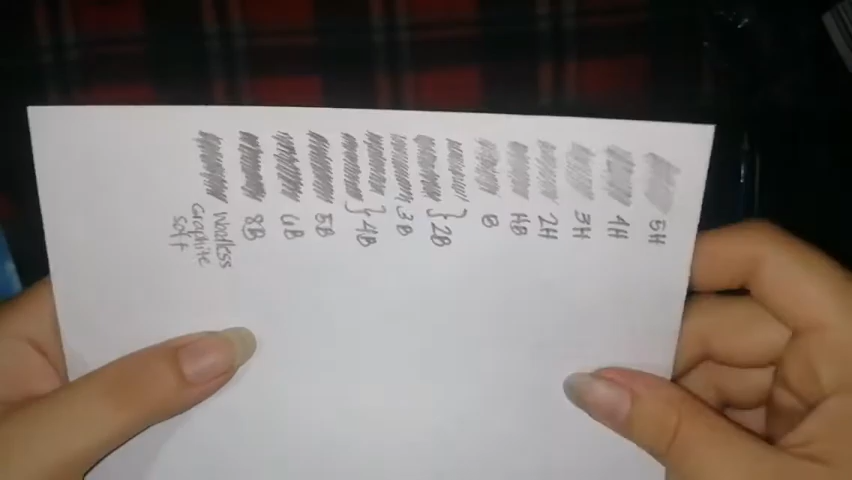 5H
4H
3H
2H
HB
B
} 2B
3B
} 4B
5B
6B
8B
Woodless
Graphite
soft